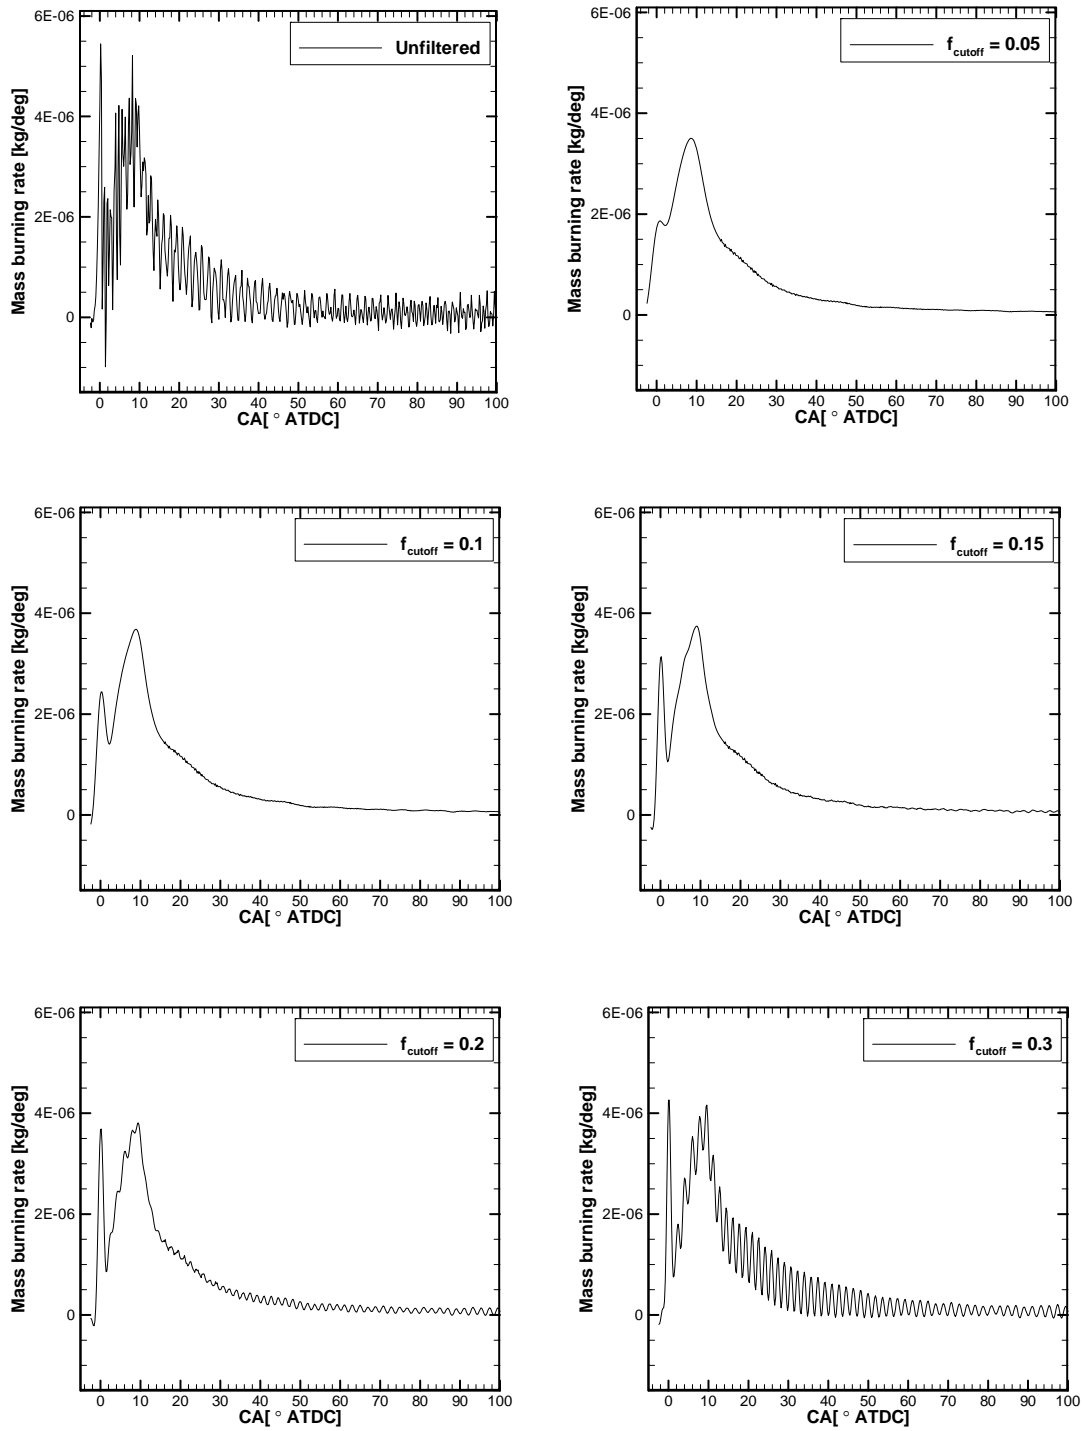 Unfiltered
Mass burning rate [kg/deg]
6E-06
4E-06
2E-06
0
0 10 20 30 40 50 60 70 80 90 100
CA[ ° ATDC]
f_cutoff = 0.05
Mass burning rate [kg/deg]
6E-06
4E-06
2E-06
0
0 10 20 30 40 50 60 70 80 90 100
CA[ ° ATDC]
f_cutoff = 0.1
Mass burning rate [kg/deg]
6E-06
4E-06
2E-06
0
0 10 20 30 40 50 60 70 80 90 100
CA[ ° ATDC]
f_cutoff = 0.15
Mass burning rate [kg/deg]
6E-06
4E-06
2E-06
0
0 10 20 30 40 50 60 70 80 90 100
CA[ ° ATDC]
f_cutoff = 0.2
Mass burning rate [kg/deg]
6E-06
4E-06
2E-06
0
0 10 20 30 40 50 60 70 80 90 100
CA[ ° ATDC]
f_cutoff = 0.3
Mass burning rate [kg/deg]
6E-06
4E-06
2E-06
0
0 10 20 30 40 50 60 70 80 90 100
CA[ ° ATDC]